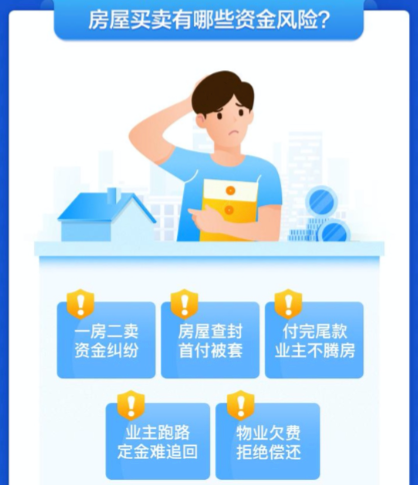 房屋买卖有哪些资金风险?
一房二卖
资金纠纷
房屋查封
首付被套
付完尾款
业主不腾房
业主跑路
定金难追回
物业欠费
拒绝偿还